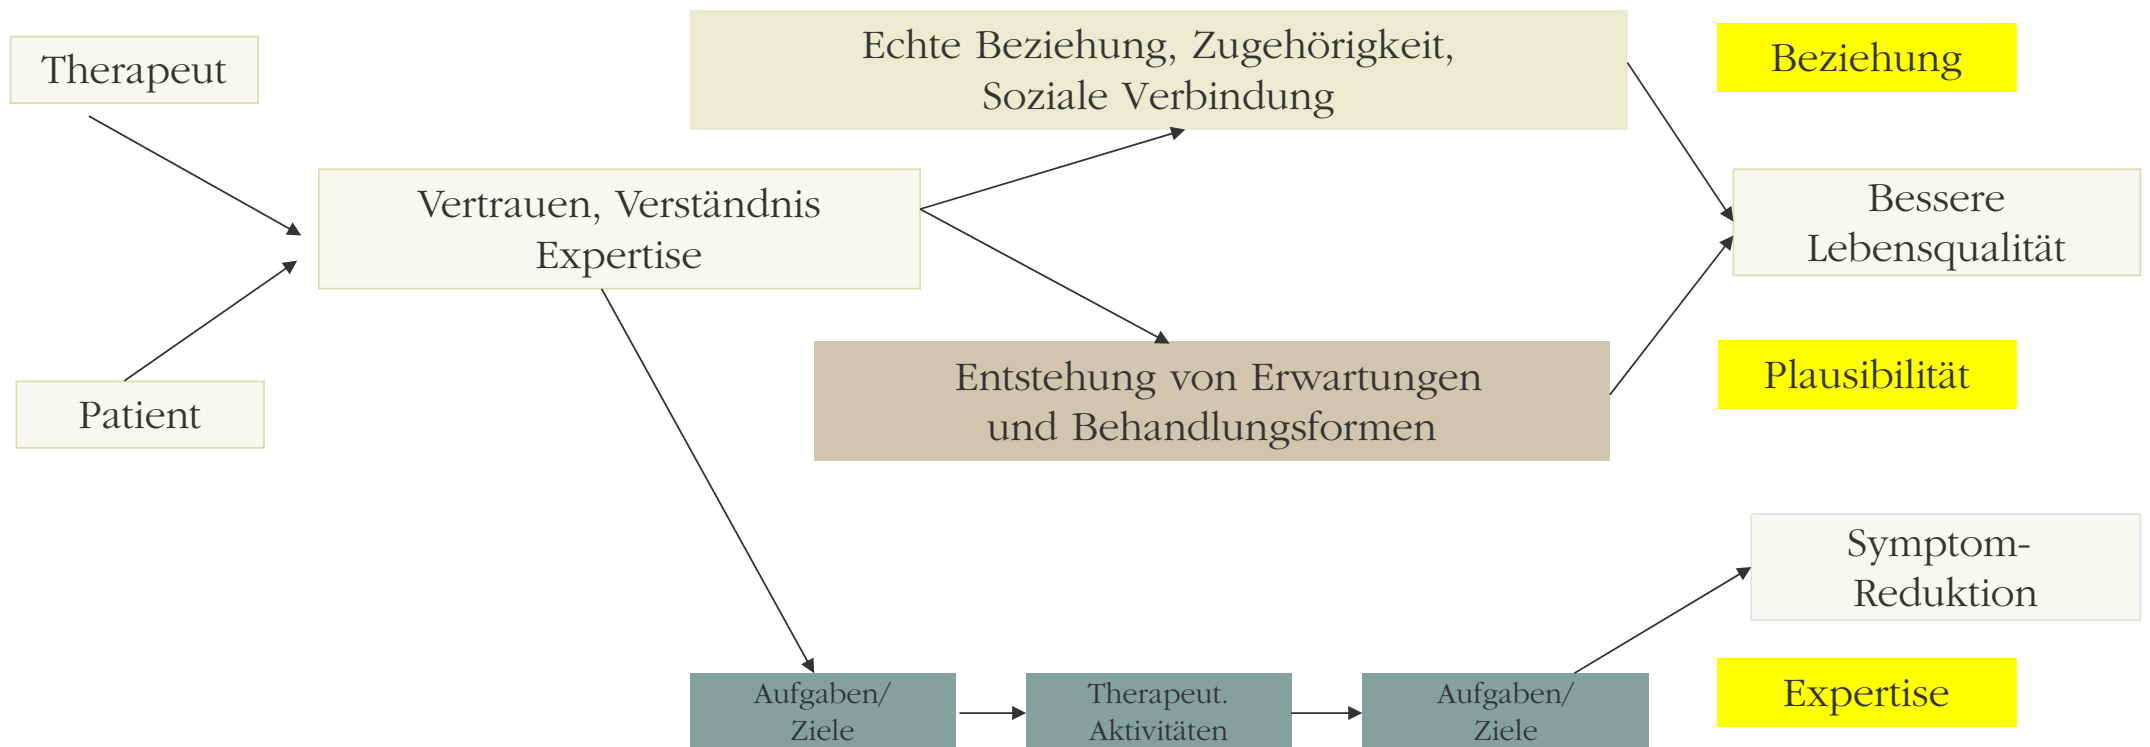 Therapeut
Echte Beziehung, Zugehörigkeit,
Soziale Verbindung
Beziehung
Vertrauen, Verständnis
Expertise
Bessere
Lebensqualität
Patient
Entstehung von Erwartungen
und Behandlungsformen
Plausibilität
Symptom-
Reduktion
Aufgaben/
Ziele
Therapeut.
Aktivitäten
Aufgaben/
Ziele
Expertise